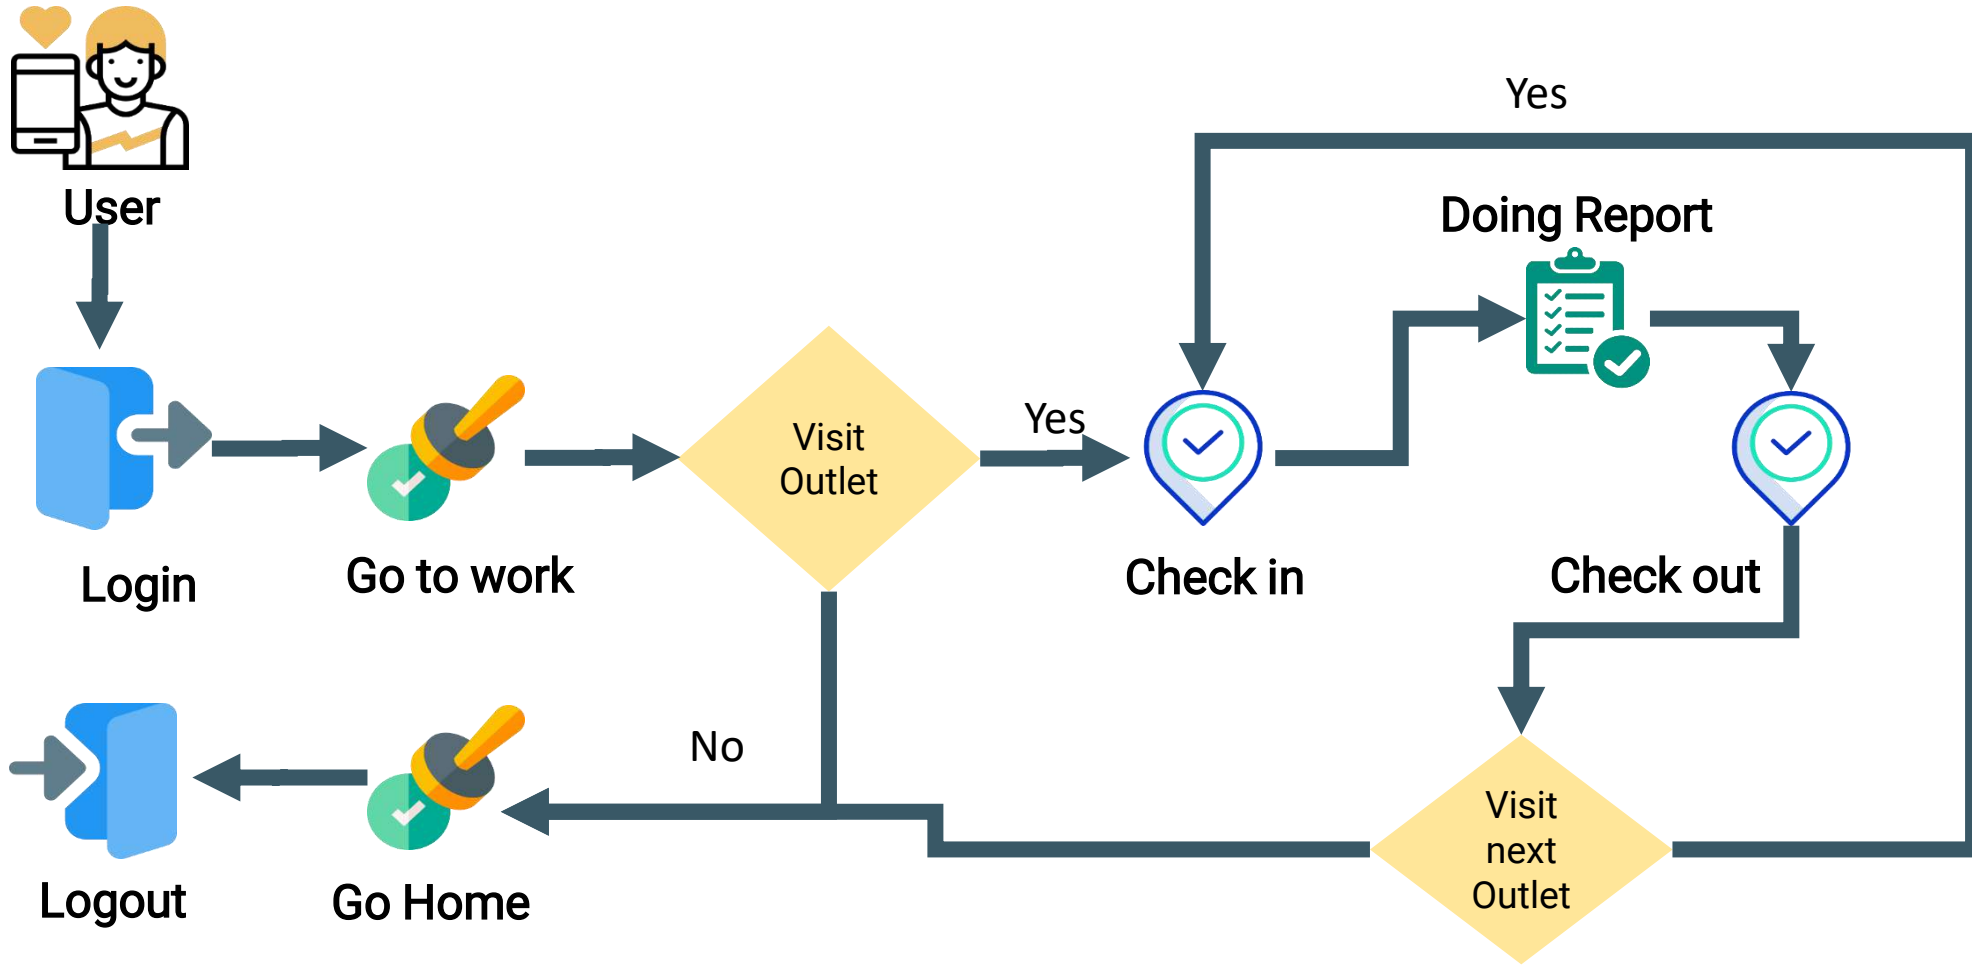 User
Login
Go to work
Visit
Outlet
Yes
Check in
Yes
Doing Report
Check out
Visit
next
Outlet
No
Go Home
Logout